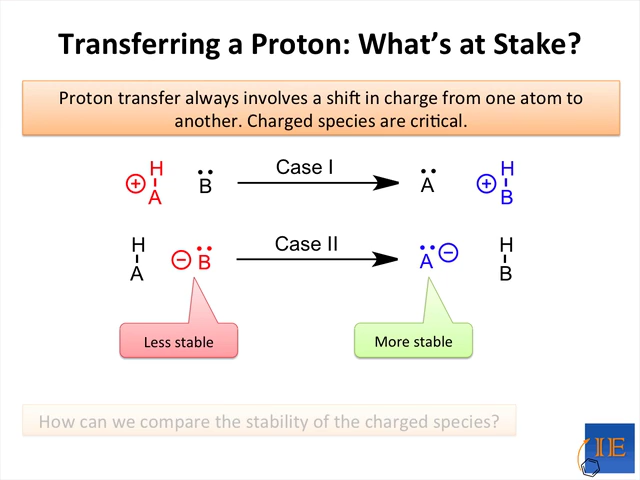 Transferring a Proton: What's at Stake?
Proton transfer always involves a shift in charge from one atom to
another. Charged species are critical.
H H
⊕ A B Case I A ⊕ B
H H
A ⊖ B Case II A ⊖ B
Less stable More stable
How can we compare the stability of the charged species?
IE